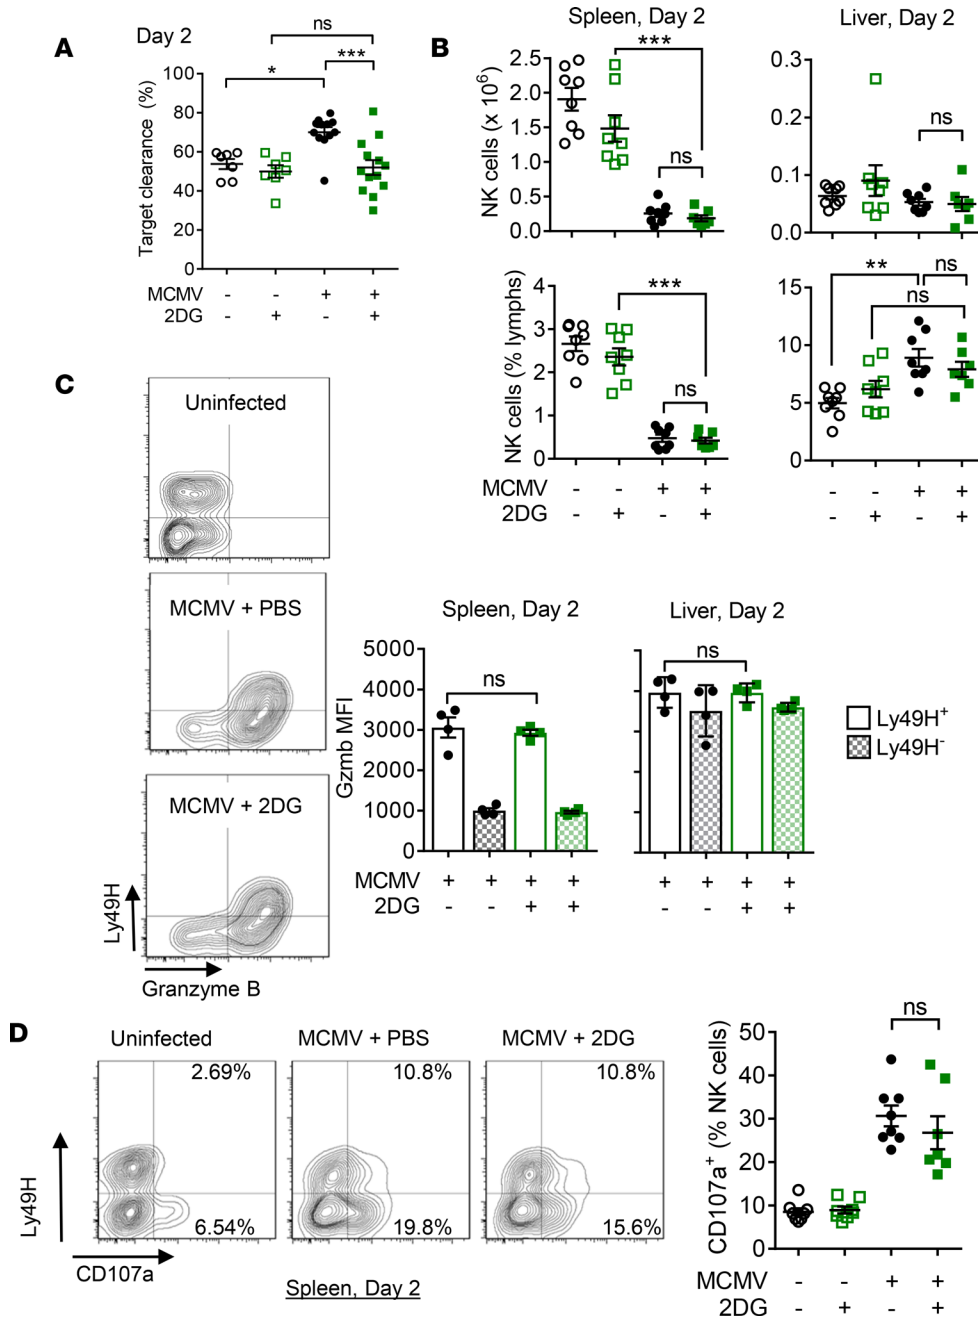 A
Day 2
ns
***
*
Target clearance (%)
100
80
60
40
20
0
MCMV - - + +
2DG - + - +
B
Spleen, Day 2
***
ns
NK cells (x 10⁶)
2.5
2.0
1.5
1.0
0.5
0.0
Liver, Day 2
ns
0.3
0.2
0.1
0.0
***
ns
NK cells (% lymphs)
4
3
2
1
0
MCMV - - + +
2DG - + - +
**
ns
ns
15
10
5
0
- - + +
- + - +
C
Uninfected
MCMV + PBS
MCMV + 2DG
Ly49H
Granzyme B
Spleen, Day 2
ns
Gzmb MFI
5000
4000
3000
2000
1000
0
MCMV + + + +
2DG - - + +
Liver, Day 2
ns
+ + + +
- - + +
Ly49H⁺
Ly49H⁻
D
Uninfected
2.69%
6.54%
MCMV + PBS
10.8%
19.8%
MCMV + 2DG
10.8%
15.6%
Ly49H
CD107a
Spleen, Day 2
ns
CD107a⁺ (% NK cells)
50
40
30
20
10
0
MCMV - - + +
2DG - + - +